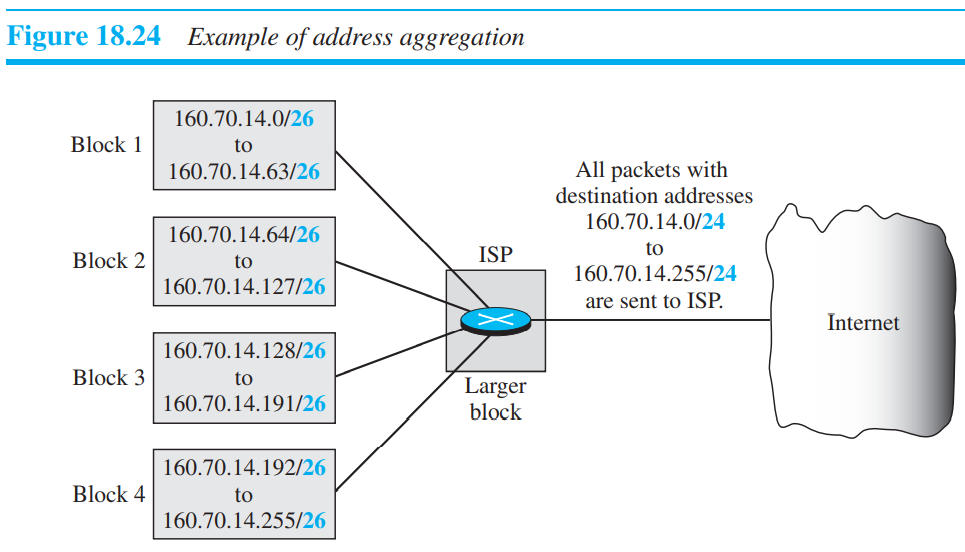 Figure 18.24 Example of address aggregation
Block 1
160.70.14.0/26
to
160.70.14.63/26
Block 2
160.70.14.64/26
to
160.70.14.127/26
Block 3
160.70.14.128/26
to
160.70.14.191/26
Block 4
160.70.14.192/26
to
160.70.14.255/26
ISP
Larger
block
All packets with
destination addresses
160.70.14.0/24
to
160.70.14.255/24
are sent to ISP.
Internet